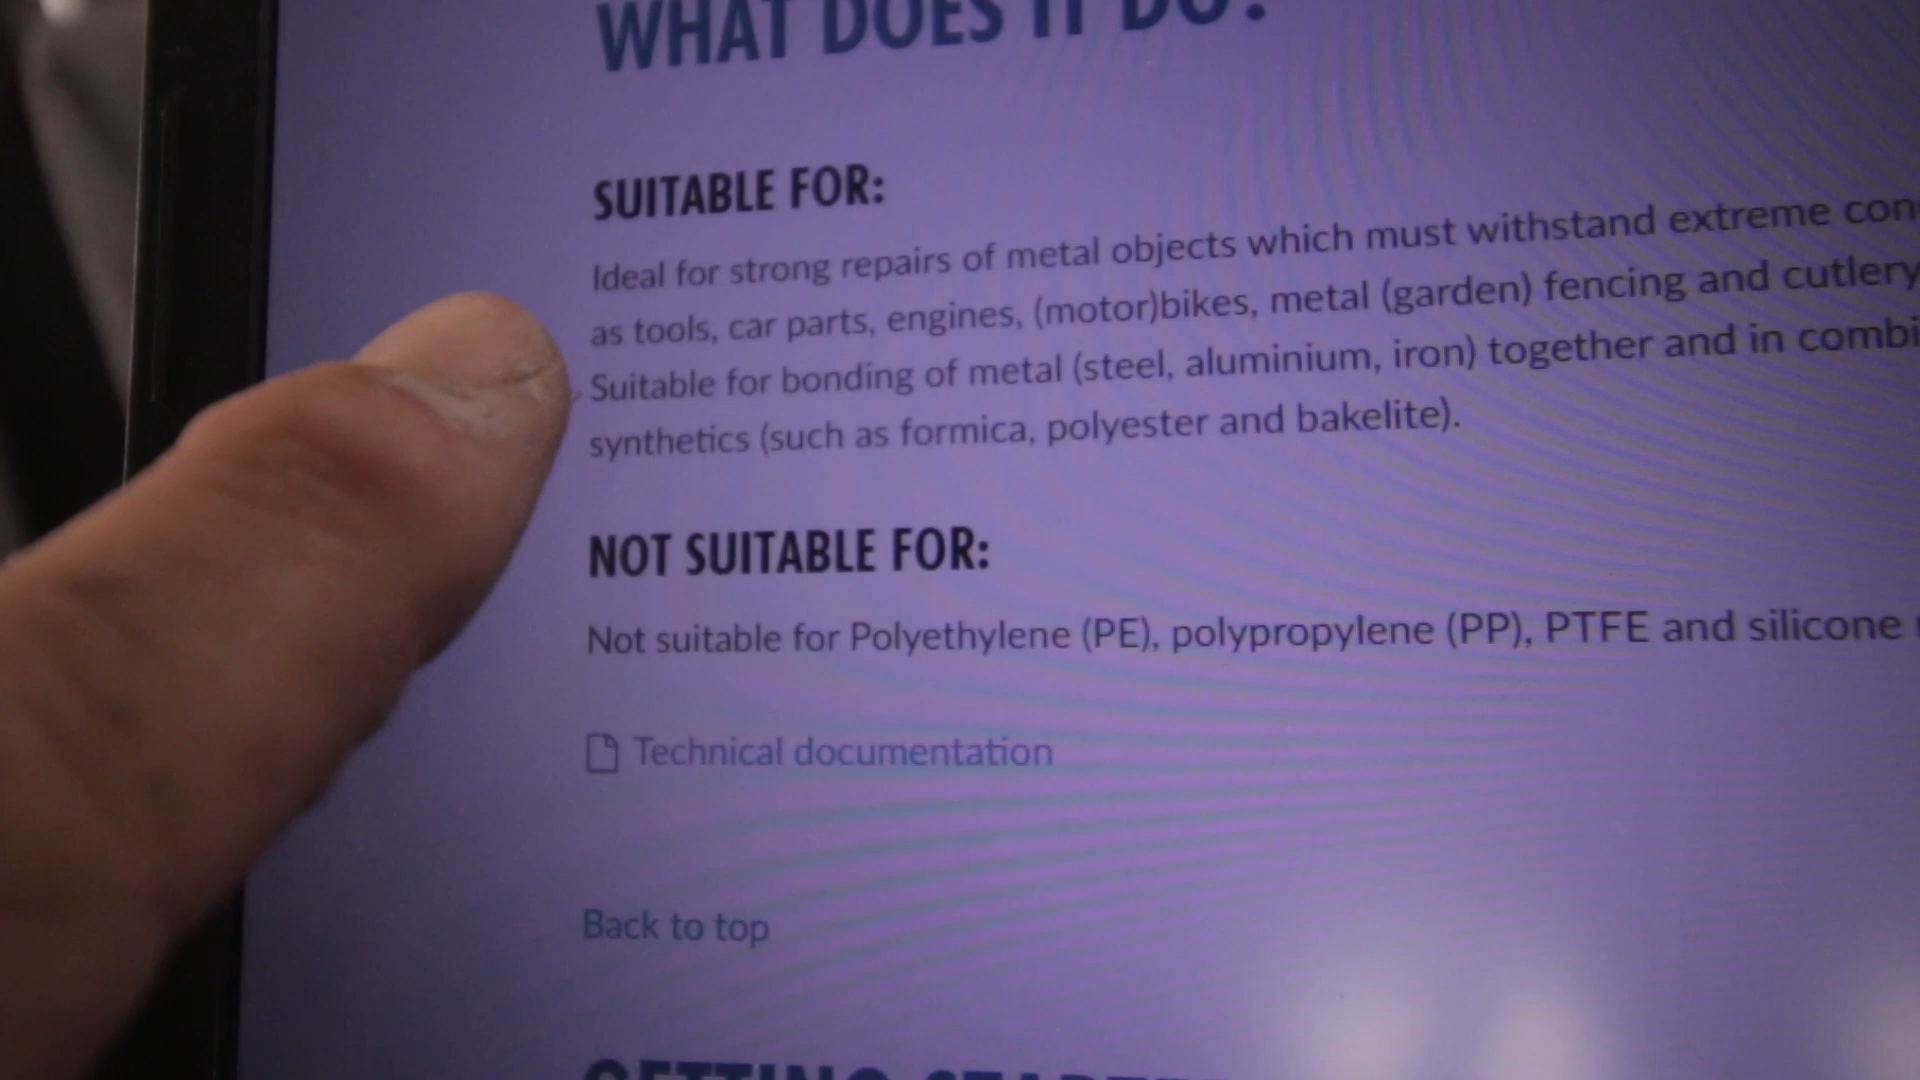 WHAT DOES IT DO?
SUITABLE FOR:
Ideal for strong repairs of metal objects which must withstand extreme
as tools, car parts, engines, (motor)bikes, metal (garden) fencing and cutlery
Suitable for bonding of metal (steel, aluminium, iron) together and in
synthetics (such as formica, polyester and bakelite).
NOT SUITABLE FOR:
Not suitable for Polyethylene (PE), polypropylene (PP), PTFE and silicone
Technical documentation
Back to top